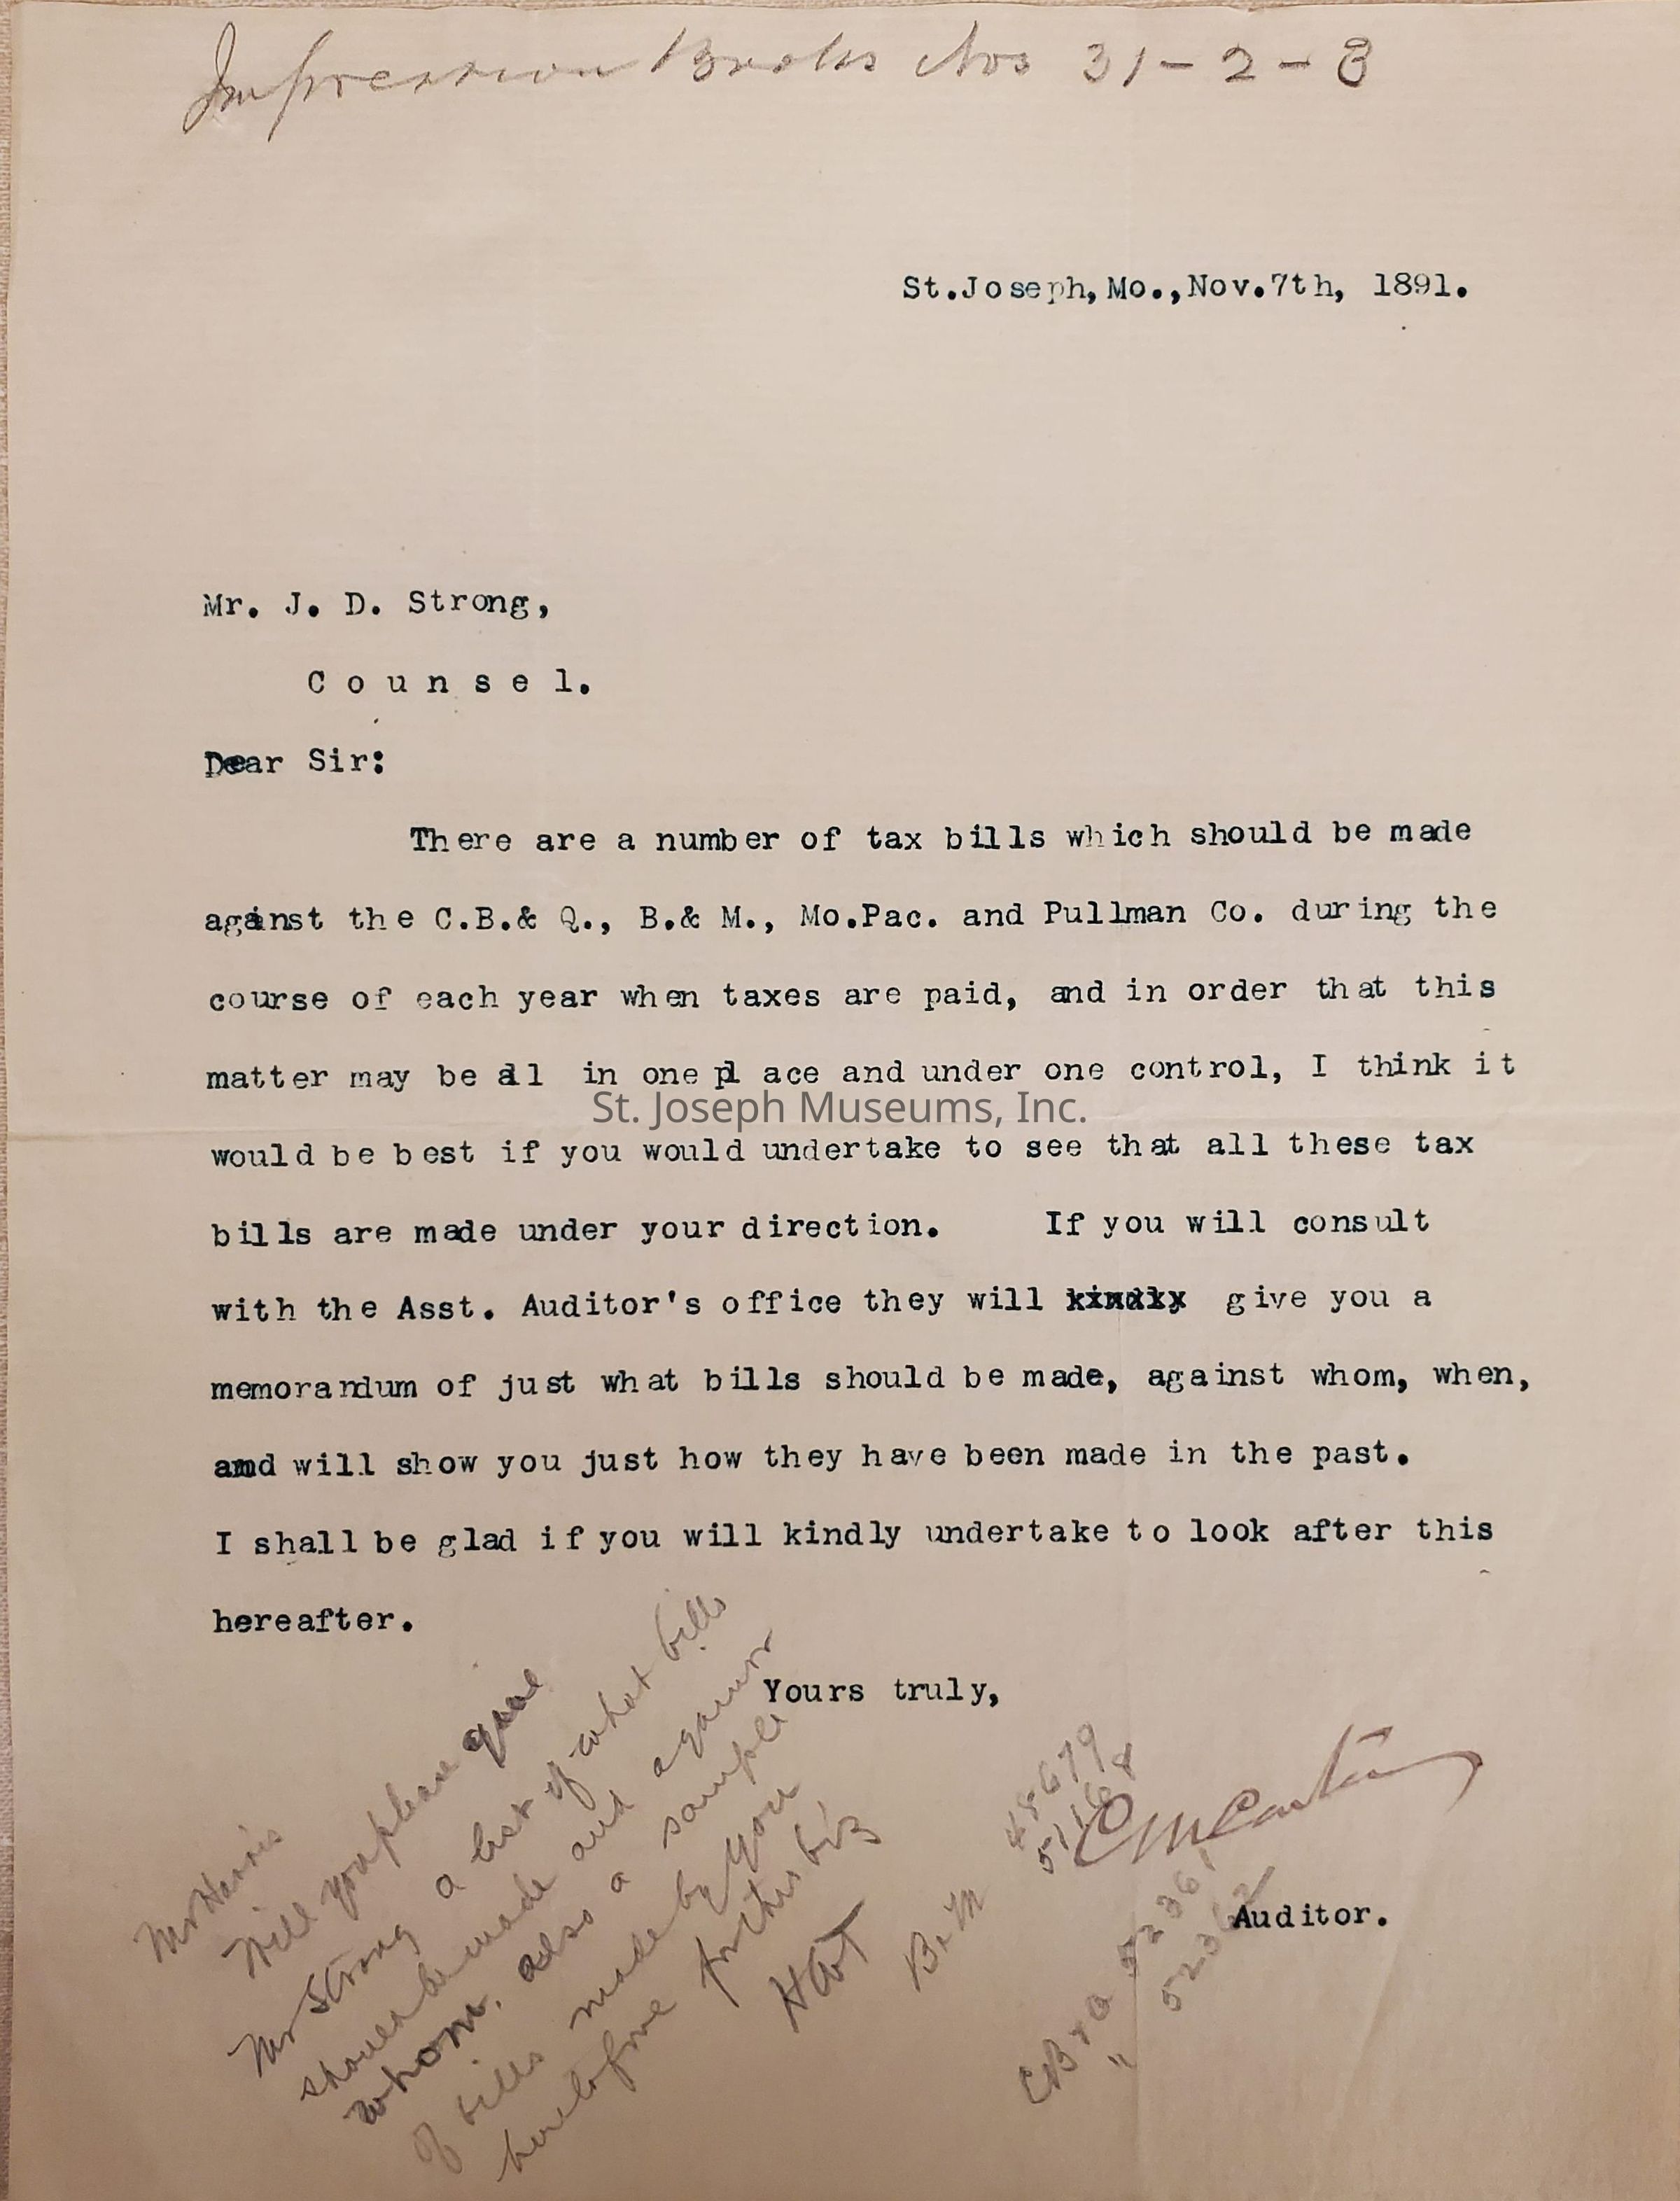 Impression Books Nos 31-2-3
St.Joseph,Mo.,Nov.7th, 1891.
Mr. J. D. Strong,
C o u n s e l.
Dear Sir:
There are a number of tax bills which should be made
against the C.B.& Q., B.& M., Mo.Pac. and Pullman Co. during the
course of each year when taxes are paid, and in order that this
matter may be all in one place and under one control, I think it
St. Joseph Museums, Inc.
would be best if you would undertake to see that all these tax
bills are made under your direction. If you will consult
with the Asst. Auditor's office they will give you a
memorandum of just what bills should be made, against whom, when,
and will show you just how they have been made in the past.
I shall be glad if you will kindly undertake to look after this
hereafter.
Yours truly,
Auditor.
Mr Harris
Will you please give
Mr Strong a list of what bills
should be made and against
whom, also a sample
of bills made by you
heretofore for this biz
B&M
48679
CB&Q 52361
" 52362